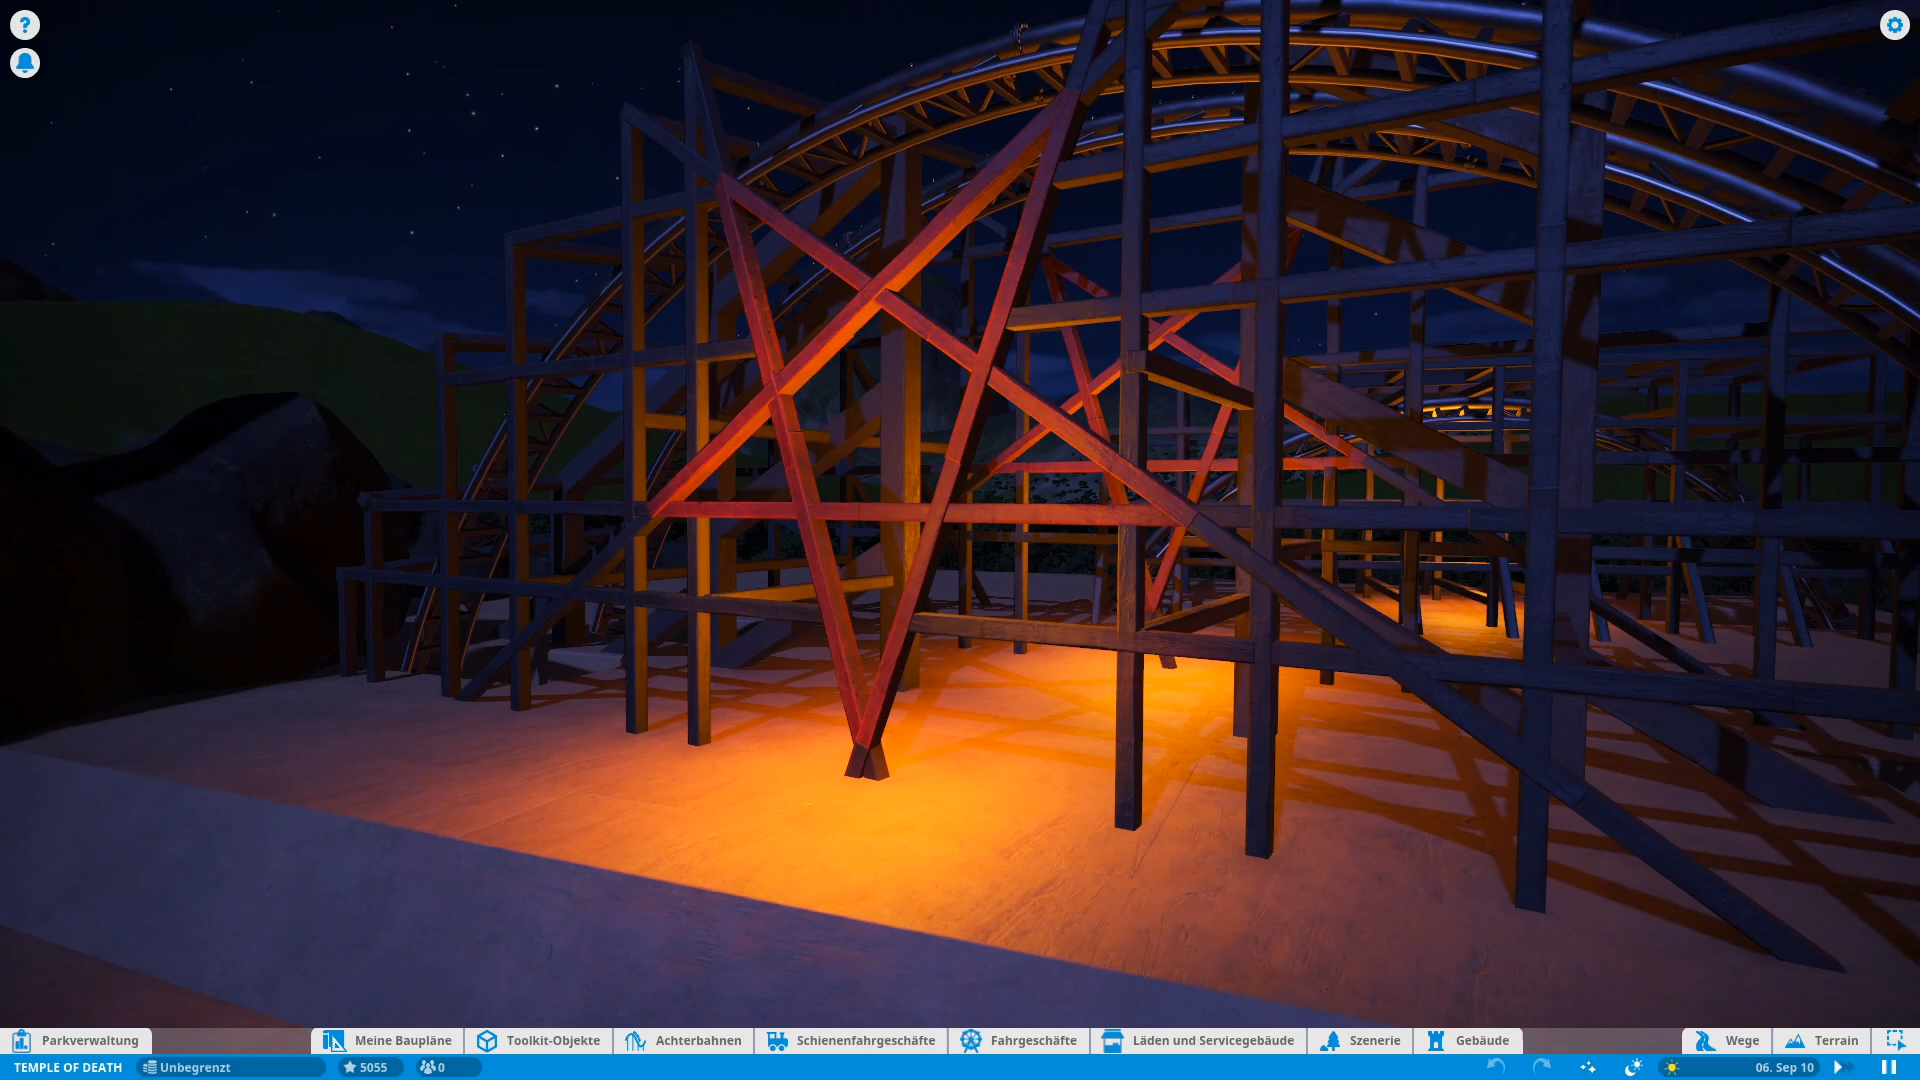 ?
Parkverwaltung
Meine Baupläne
Toolkit-Objekte
Achterbahnen
Schienenfahrgeschäfte
Fahrgeschäfte
Läden und Servicegebäude
Szenerie
Gebäude
Wege
Terrain
TEMPLE OF DEATH
Unbegrenzt
5055
0
06. Sep 10